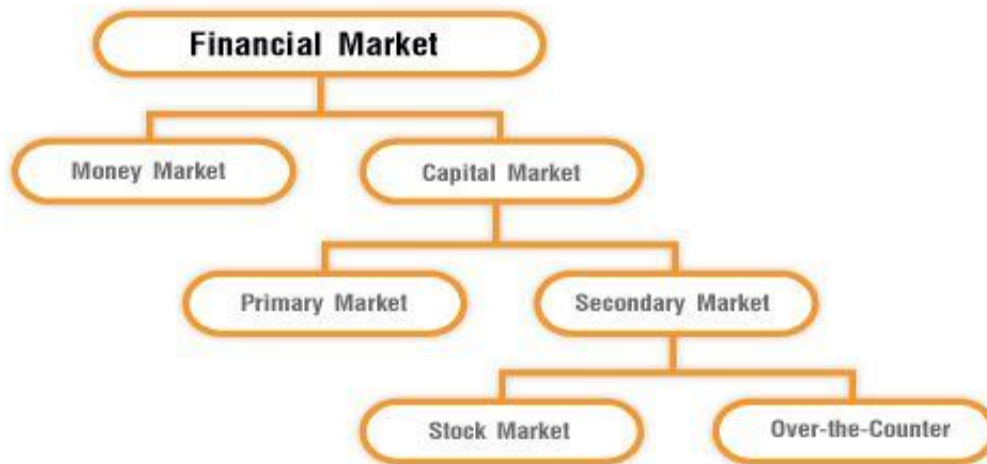 Financial Market
Money Market
Capital Market
Primary Market
Secondary Market
Stock Market
Over-the-Counter